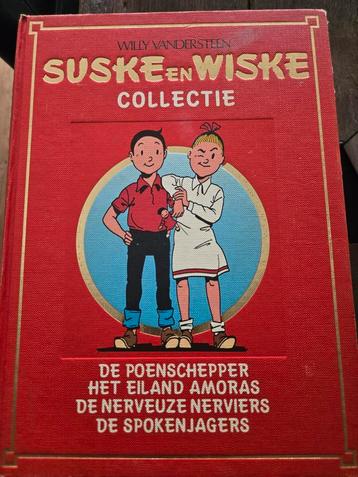 WILLY VANDERSTEEN
SUSKE EN WISKE
COLLECTIE
DE POENSCHEPPER
HET EILAND AMORAS
DE NERVEUZE NERVIERS
DE SPOKENJAGERS